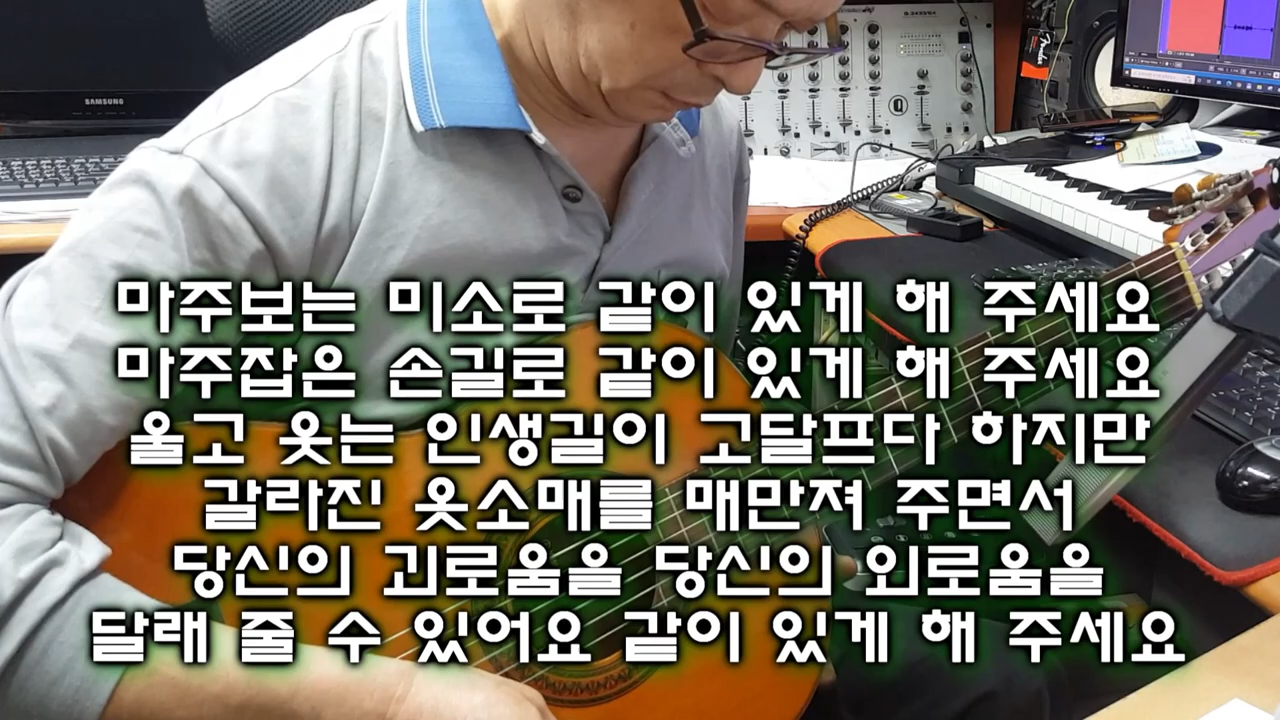 SAMSUNG
Fender
마주보는 미소로 같이 있게 해 주세요
마주잡은 손길로 같이 있게 해 주세요
울고 웃는 인생길이 고달프다 하지만
갈라진 옷소매를 매만져 주면서
당신의 괴로움을 당신의 외로움을
달래 줄 수 있어요 같이 있게 해 주세요